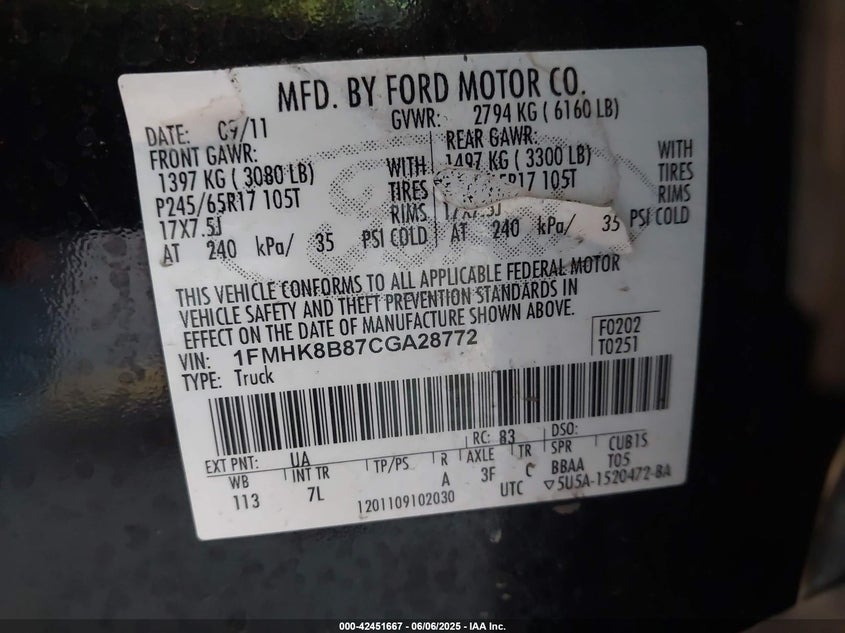 MFD. BY FORD MOTOR CO.
DATE: 09/11 GVWR: 2794 KG ( 6160 LB)
FRONT GAWR: REAR GAWR:
1397 KG ( 3080 LB) WITH 1497 KG ( 3300 LB) WITH
P245/65R17 105T TIRES 5R17 105T TIRES
17X7.5J RIMS 17X7.5J RIMS
AT 240 kPa/ 35 PSI COLD AT 240 kPa/ 35 PSI COLD
THIS VEHICLE CONFORMS TO ALL APPLICABLE FEDERAL MOTOR
VEHICLE SAFETY AND THEFT PREVENTION STANDARDS IN
EFFECT ON THE DATE OF MANUFACTURE SHOWN ABOVE.
VIN: 1FMHK8B87CGA28772 F0202
TYPE: Truck T0251
EXT PNT: UA RC: 83 DSO:
WB INT TR TP/PS R AXLE TR SPR CUB1S
113 7L A 3F C BBAA T05
1201109102030 UTC ▽5U5A-1520472-BA
000-42451667 - 06/06/2025 - IAA Inc.